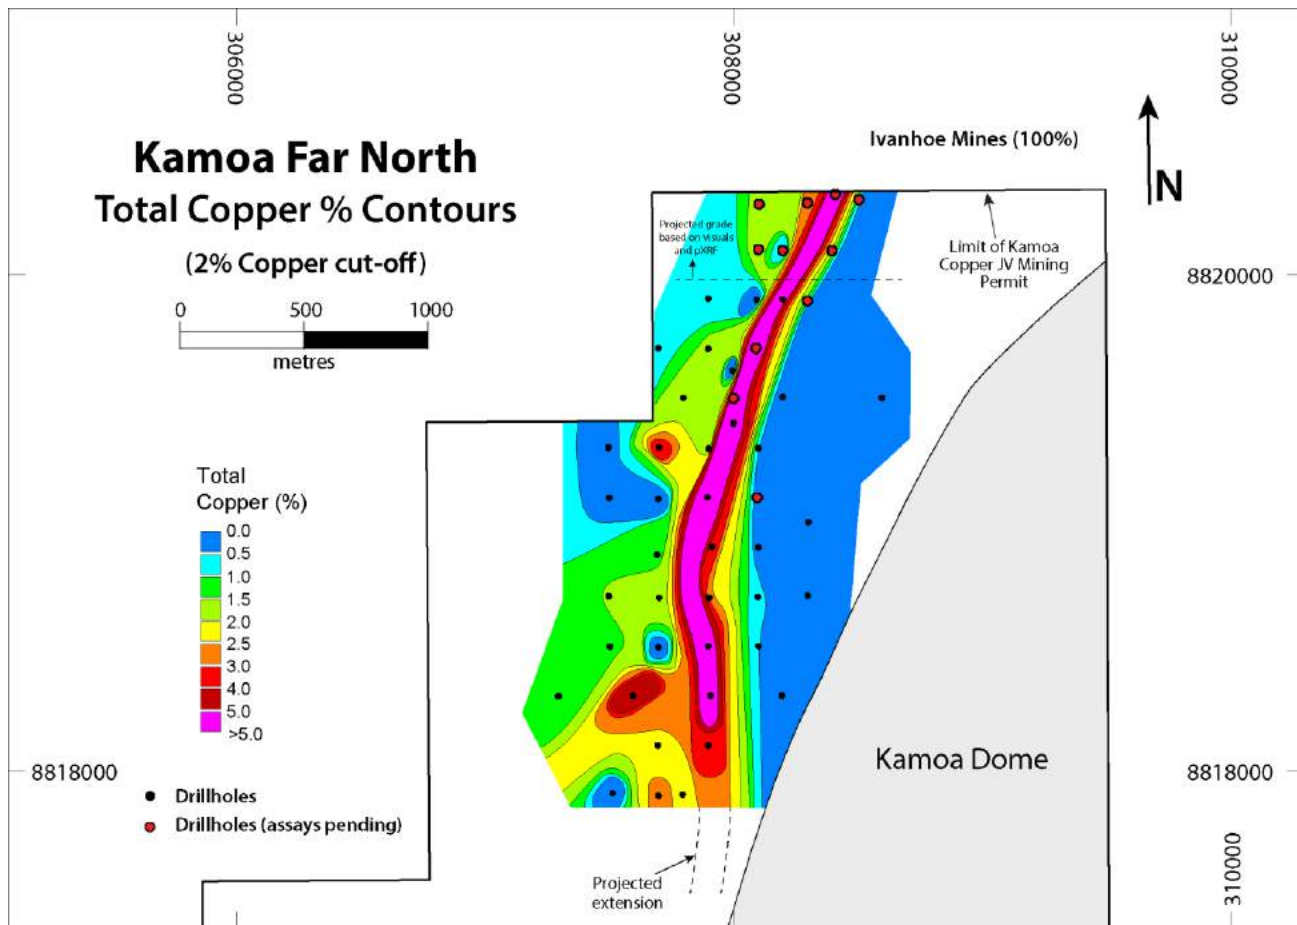 306000
308000
310000
Kamoa Far North
Total Copper % Contours
(2% Copper cut-off)
0
500
1000
metres
Ivanhoe Mines (100%)
N
Projected grade
based on visuals
and pXRF
Limit of Kamoa
Copper JV Mining
Permit
8820000
Total
Copper (%)
0.0
0.5
1.0
1.5
2.0
2.5
3.0
4.0
5.0
>5.0
8818000
Kamoa Dome
8818000
Drillholes
Drillholes (assays pending)
Projected
extension
310000